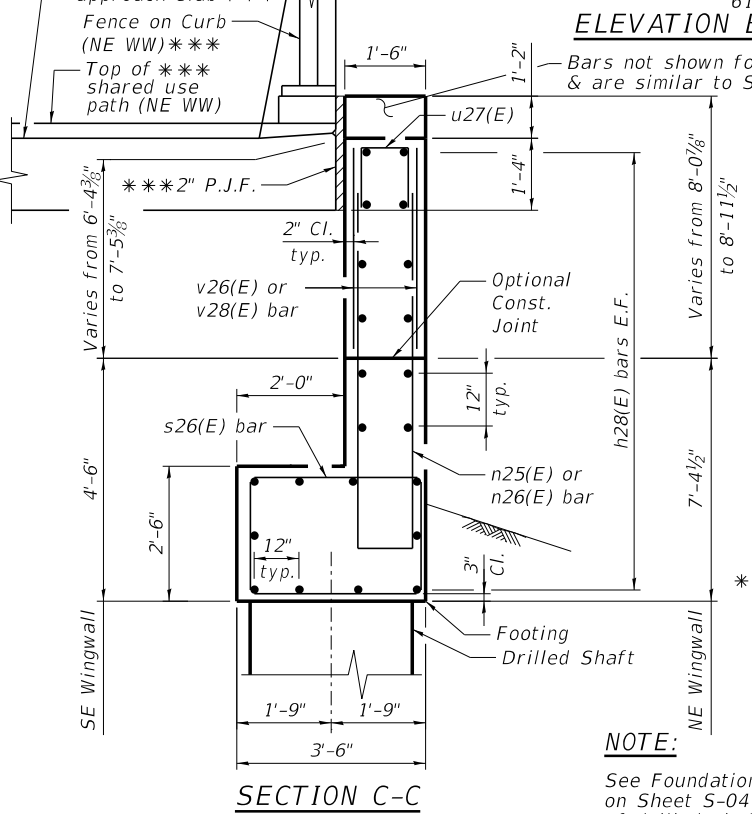 Fence on Curb
(NE WW)✳✳✳
Top of ✳✳✳
shared use
path (NE WW)
✳✳✳2" P.J.F.
1'-6"
1'-2"
ELEVATION
Bars not shown
& are similar to
u27(E)
1'-4"
Varies from 6'-4⅜"
to 7'-5⅜"
2" Cl.
typ.
v26(E) or
v28(E) bar
Optional
Const.
Joint
h28(E) bars E.F.
Varies from 8'-0⅞"
to 8'-11½"
2'-0"
12"
typ.
s26(E) bar
n25(E) or
n26(E) bar
4'-6"
2'-6"
12"
typ.
3"
Cl.
7'-4½"
✳
SE Wingwall
Footing
Drilled Shaft
NE Wingwall
1'-9"
1'-9"
3'-6"
SECTION C-C
NOTE:
See Foundation
on Sheet S-04